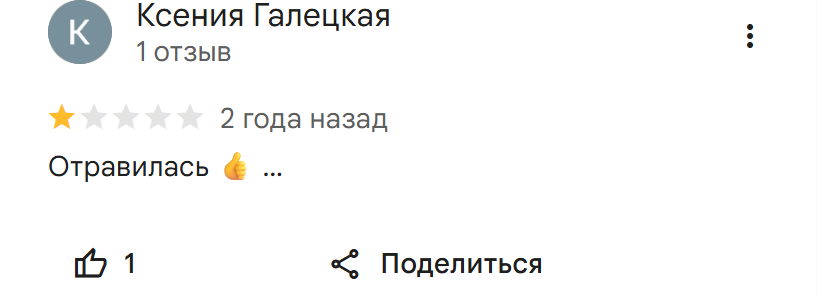 К
Ксения Галецкая
1 отзыв
2 года назад
Отравилась 👍 ...
1
Поделиться